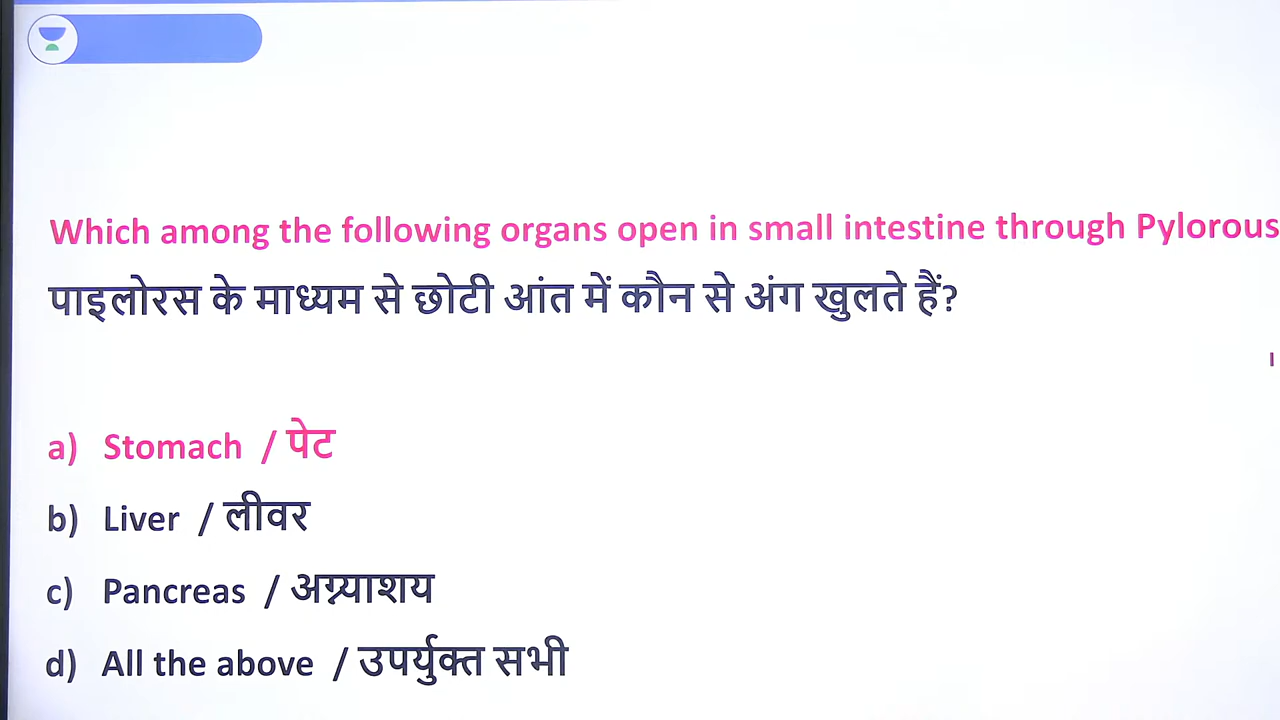 Which among the following organs open in small intestine through Pylorous
पाइलोरस के माध्यम से छोटी आंत में कौन से अंग खुलते हैं?
a) Stomach / पेट
b) Liver / लीवर
c) Pancreas / अग्न्याशय
d) All the above / उपर्युक्त सभी